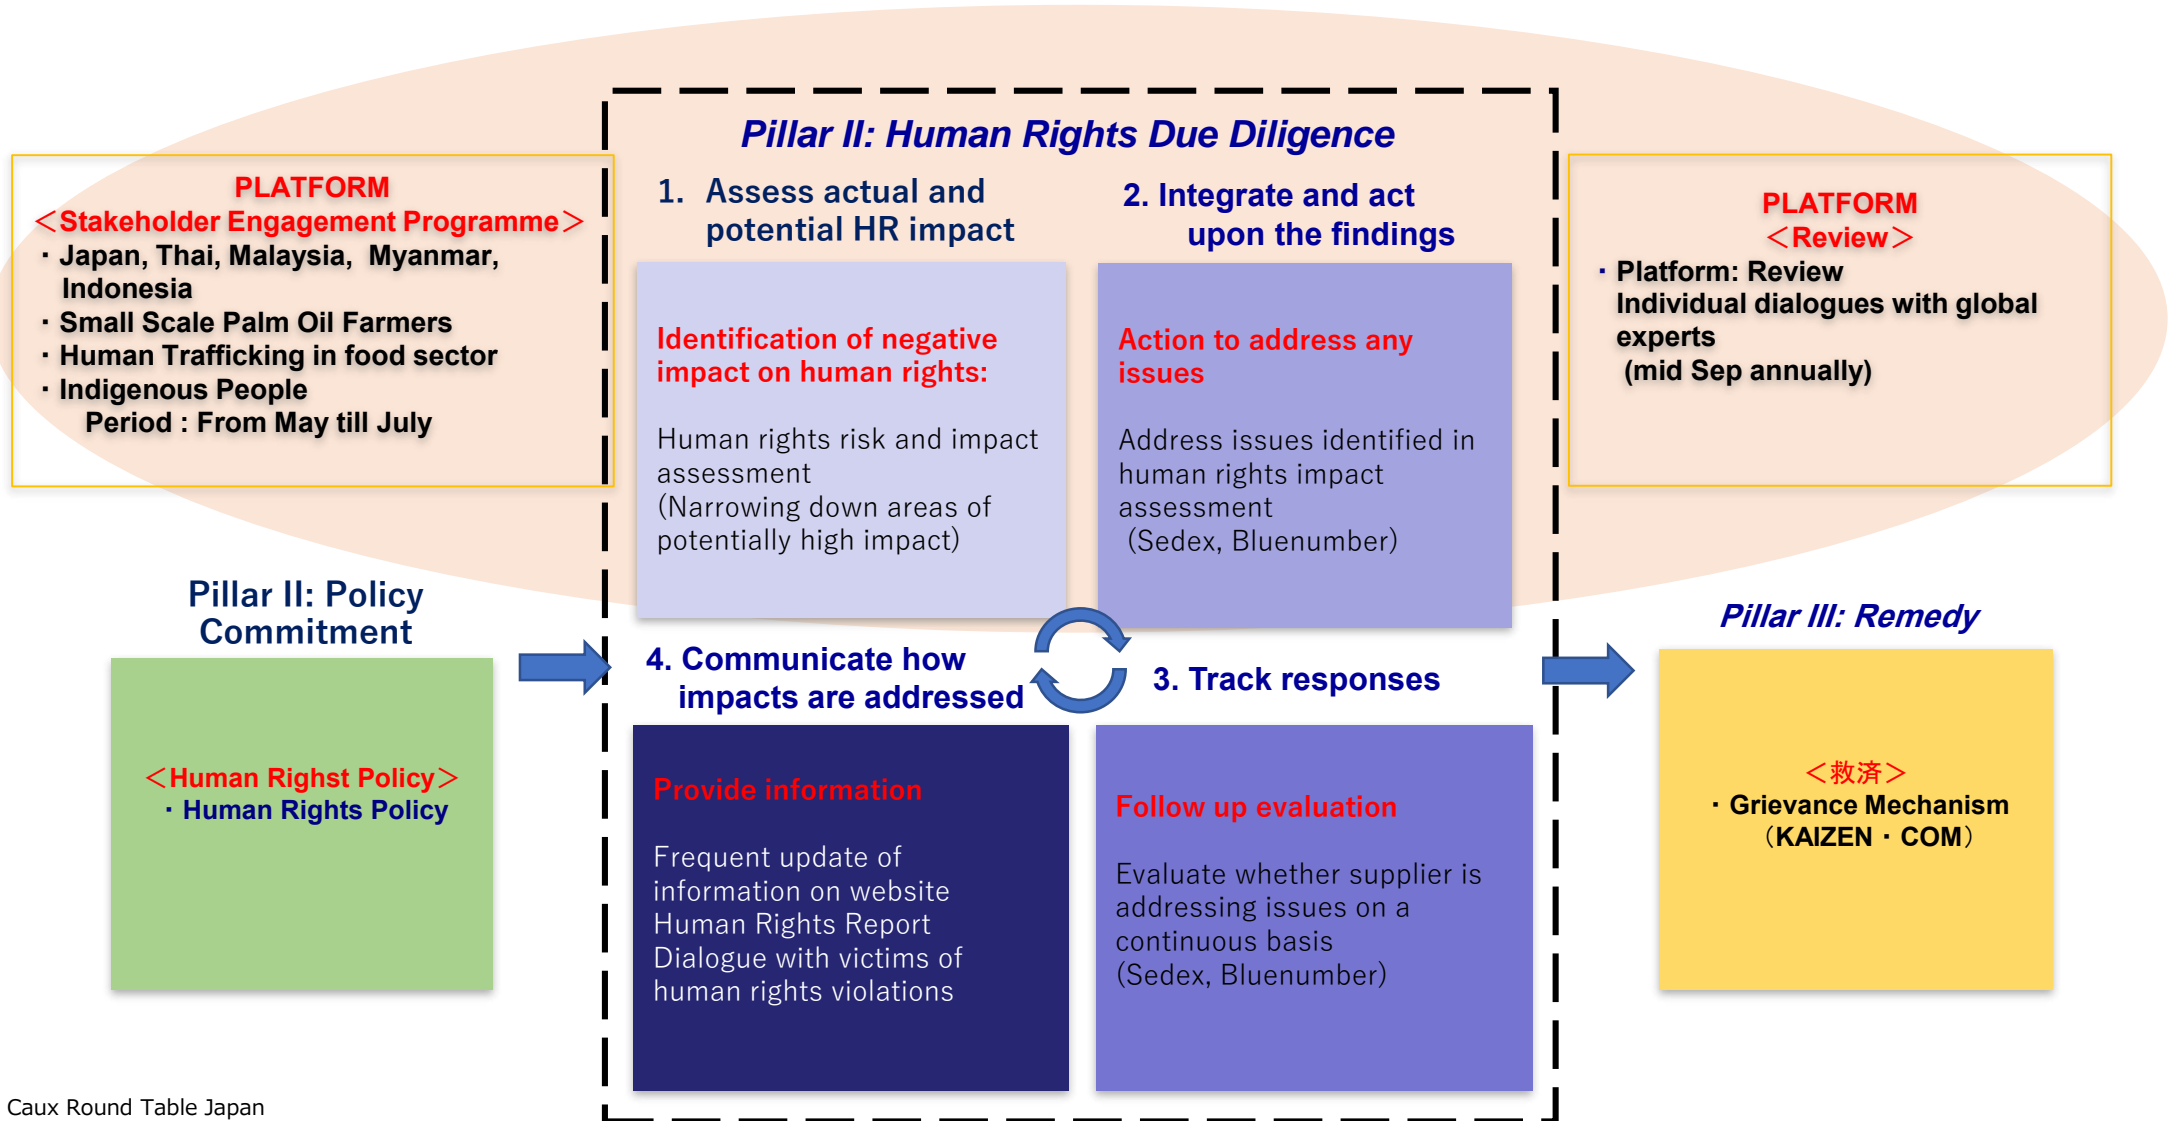 Pillar II: Human Rights Due Diligence
PLATFORM
＜Stakeholder Engagement Programme＞
・Japan, Thai, Malaysia, Myanmar,
Indonesia
・Small Scale Palm Oil Farmers
・Human Trafficking in food sector
・Indigenous People
Period : From May till July
1. Assess actual and
potential HR impact
Identification of negative
impact on human rights:
Human rights risk and impact
assessment
(Narrowing down areas of
potentially high impact)
2. Integrate and act
upon the findings
Action to address any
issues
Address issues identified in
human rights impact
assessment
(Sedex, Bluenumber)
PLATFORM
＜Review＞
・Platform: Review
Individual dialogues with global
experts
(mid Sep annually)
Pillar II: Policy
Commitment
＜Human Righst Policy＞
・Human Rights Policy
4. Communicate how
impacts are addressed
Provide information
Frequent update of
information on website
Human Rights Report
Dialogue with victims of
human rights violations
3. Track responses
Follow up evaluation
Evaluate whether supplier is
addressing issues on a
continuous basis
(Sedex, Bluenumber)
Pillar III: Remedy
＜救済＞
・Grievance Mechanism
（KAIZEN・COM）
Caux Round Table Japan